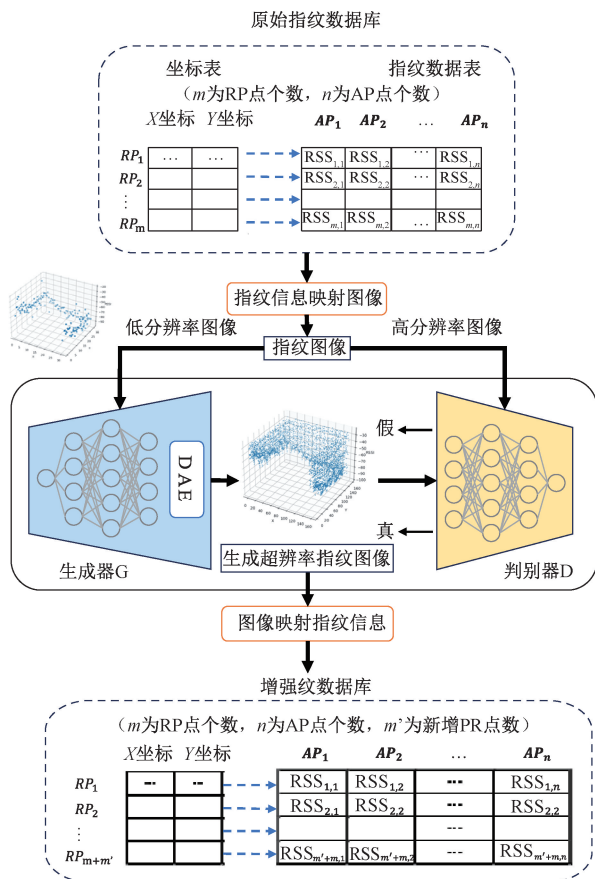 原始指纹数据库
坐标表 指纹数据表
（m为RP点个数，n为AP点个数）
X坐标 Y坐标 AP₁ AP₂ … APₙ
RP₁ … … RSS₁,₁ RSS₁,₂ … RSS₁,ₙ
RP₂ RSS₂,₁ RSS₂,₂ RSS₂,ₙ
⋮
RPₘ RSSₘ,₁ RSSₘ,₂ … RSSₘ,ₙ
指纹信息映射图像
低分辨率图像 高分辨率图像
指纹图像
假
DAE
真
生成超辨率指纹图像
生成器G 判别器D
图像映射指纹信息
增强纹数据库
（m为RP点个数，n为AP点个数，m’为新增PR点数）
X坐标 Y坐标 AP₁ AP₂ … APₙ
RP₁ --- --- RSS₁,₁ RSS₁,₂ --- RSS₁,ₙ
RP₂ RSS₂,₁ RSS₂,₂ --- RSS₂,₂
⋮ ---
RPₘ₊ₘ′ RSSₘ′₊ₘ,₁ RSSₘ′₊ₘ,₂ --- RSSₘ′₊ₘ,ₙ